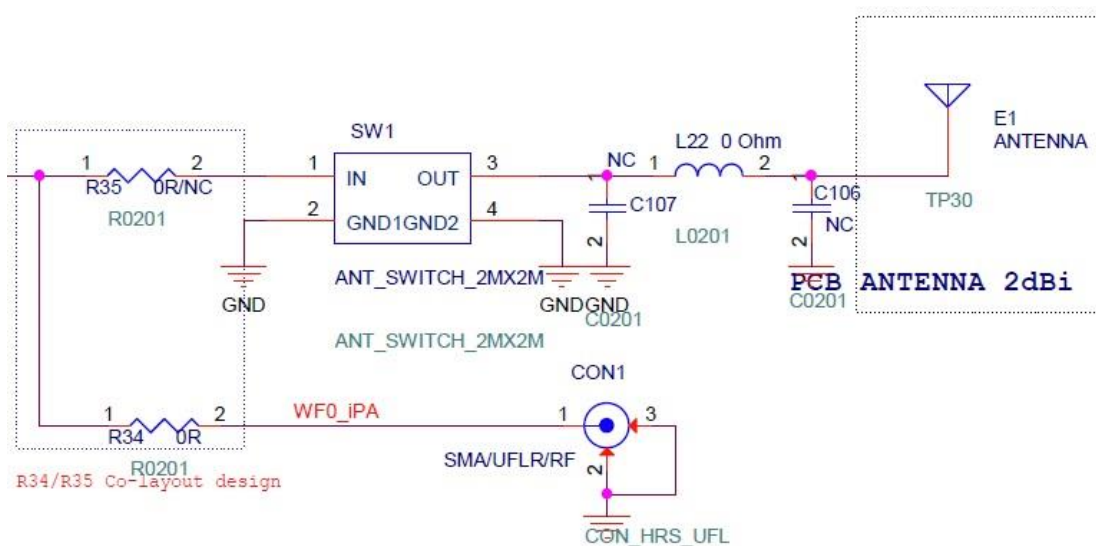 SW1
1 2
R35 0R/NC
R0201
1 IN OUT 3
2 GND1GND2 4
GND
ANT_SWITCH_2MX2M
ANT_SWITCH_2MX2M
NC
1
C107
2
GNDGND
C0201
L22 0 Ohm
1 2
L0201
1
C106
NC
2
C0201
E1
ANTENNA
TP30
PCB ANTENNA 2dBi
1 2
R34 0R
R0201
R34/R35 Co-layout design
WF0_iPA
CON1
1 3
2
SMA/UFLR/RF
CON_HRS_UFL